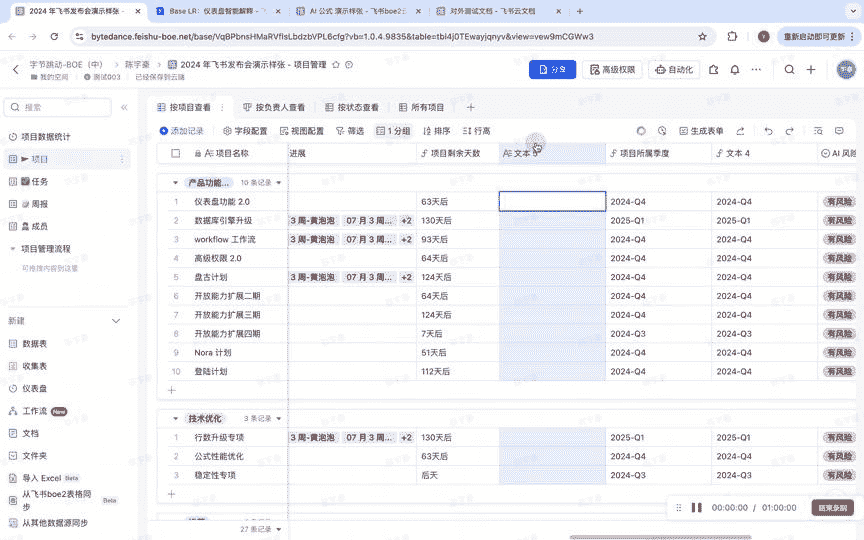 2024 年飞书发布会演示样张 -
Base LR：仪表盘智能解释 -
AI 公式 演示样张 - 飞书boe2
对外测试文档 - 飞书云文档
bytedance.feishu-boe.net/base/VqBPbnsHMaRVfIsLbdzbVPL6cfg?vb=1.0.4.9835&table=tbl4j0TEwayjqnyv&view=vew9mCGWw3
重新启动即可更新
字节跳动-BOE（中） 陈宇豪 2024 年飞书发布会演示样张 - 项目管理
我的空间 测试003 已经保存到云端
分享 高级权限 自动化
搜索
按项目查看 按负责人查看 按状态查看 所有项目
添加记录 字段配置 视图配置 筛选 1 分组 排序 行高 生成表单
项目数据统计
项目
任务
周报
成员
项目管理流程
可拖拽内容到这里
新建
数据表
收集表
仪表盘
工作流 New
文档
文件夹
导入 Excel Beta
从飞书boe2表格同步 Beta
从其他数据源同步
项目名称 进展 项目剩余天数 文本 项目所属季度 文本 4 AI 风险
产品功能... 10 条记录
1 仪表盘功能 2.0 63天后 2024-Q4 2024-Q4 有风险
2 数据库引擎升级 3 周-黄泡泡 07 月 3 周... +2 130天后 2025-Q1 2025-Q1 有风险
3 workflow 工作流 3 周-黄泡泡 07 月 3 周... +2 93天后 2024-Q4 2024-Q4 有风险
4 高级权限 2.0 64天后 2024-Q4 2024-Q4 有风险
5 盘古计划 3 周-黄泡泡 07 月 3 周... +2 124天后 2024-Q4 2024-Q4 有风险
6 开放能力扩展二期 64天后 2024-Q4 2024-Q4 有风险
7 开放能力扩展三期 124天后 2024-Q4 2024-Q4 有风险
8 开放能力扩展四期 7天后 2024-Q3 2024-Q3 有风险
9 Nora 计划 51天后 2024-Q4 2024-Q4 有风险
10 登陆计划 112天后 2024-Q4 2024-Q4 有风险
技术优化 3 条记录
1 行数升级专项 3 周-黄泡泡 07 月 3 周... +2 130天后 2025-Q1 2025-Q1 有风险
2 公式性能优化 63天后 2024-Q4 2024-Q4 有风险
3 稳定性专项 后天 2024-Q3 2024-Q3 有风险
27 条记录
00:00:00 / 01:00:00 结束录制